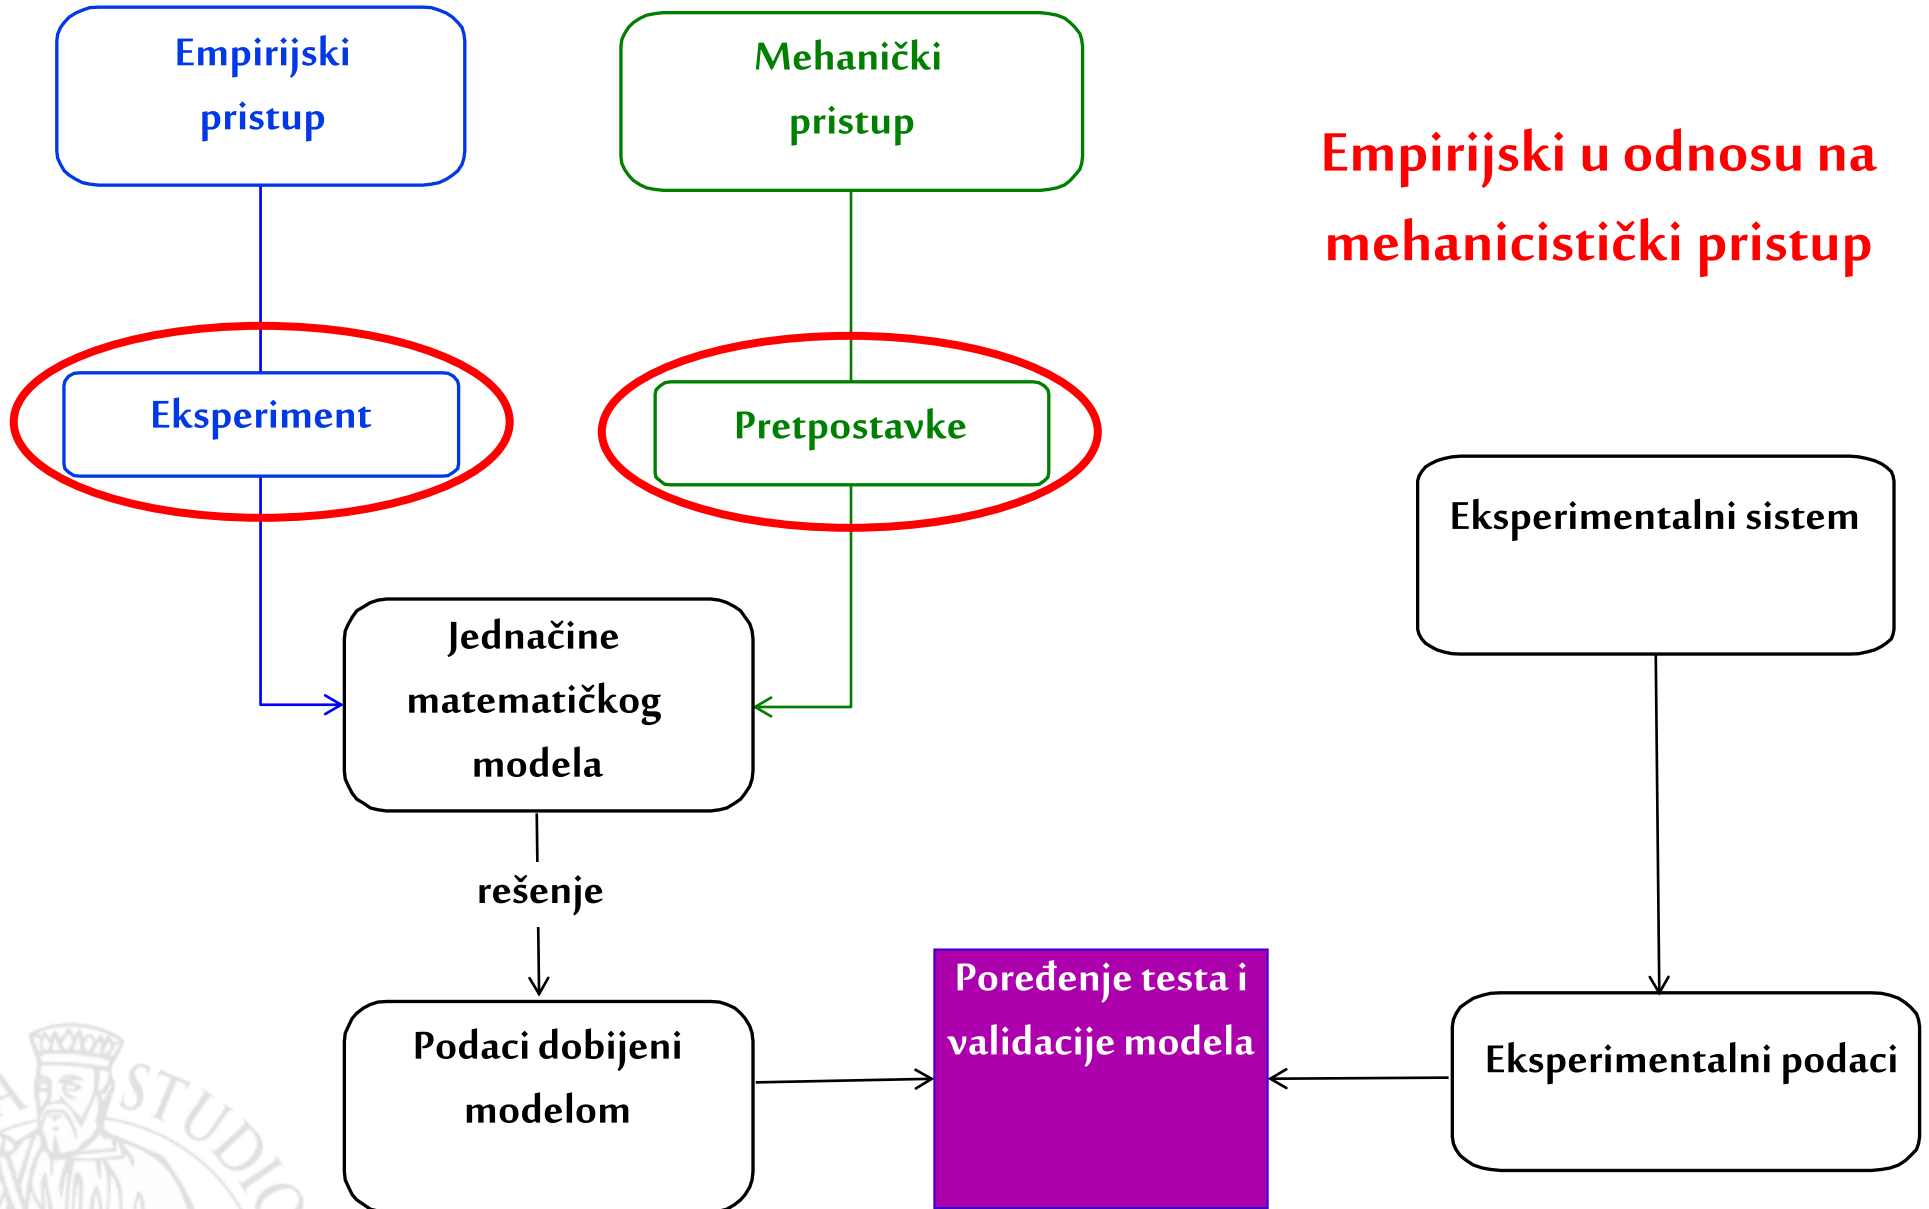 Empirijski
pristup
Mehanički
pristup
Empirijski u odnosu na
mehanicistički pristup
Eksperiment
Pretpostavke
Eksperimentalni sistem
Jednačine
matematičkog
modela
rešenje
Podaci dobijeni
modelom
Poređenje testa i
validacije modela
Eksperimentalni podaci
A STUDIO